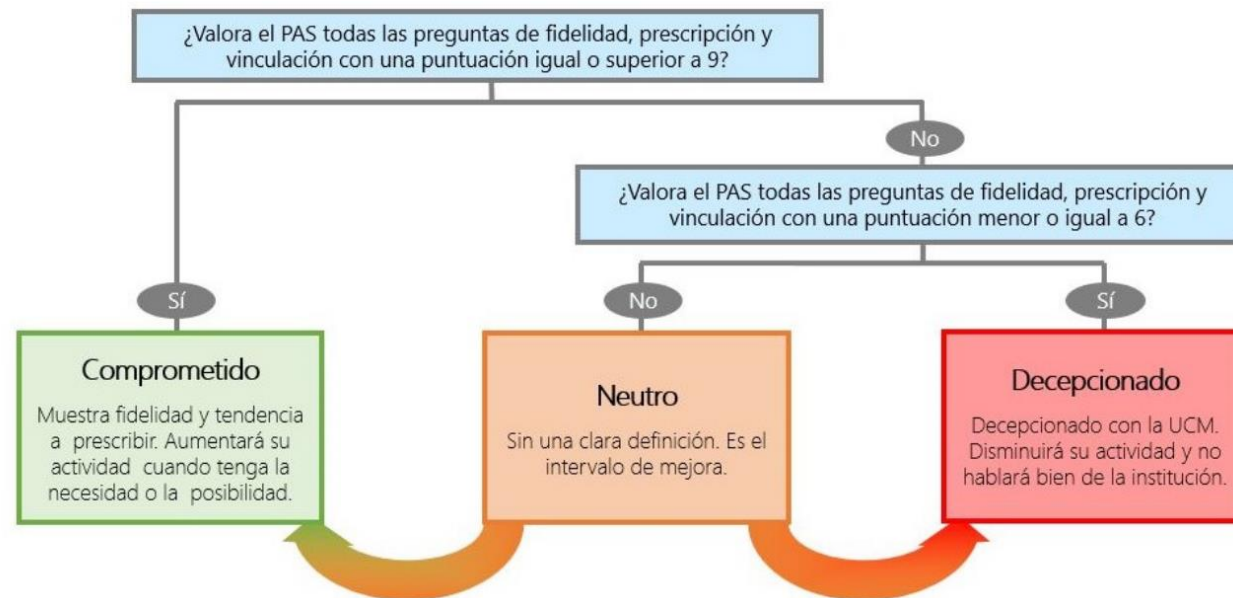 ¿Valora el PAS todas las preguntas de fidelidad, prescripción y
vinculación con una puntuación igual o superior a 9?
No
¿Valora el PAS todas las preguntas de fidelidad, prescripción y
vinculación con una puntuación menor o igual a 6?
Sí
No
Sí
Comprometido
Muestra fidelidad y tendencia
a prescribir. Aumentará su
actividad cuando tenga la
necesidad o la posibilidad.
Neutro
Sin una clara definición. Es el
intervalo de mejora.
Decepcionado
Decepcionado con la UCM.
Disminuirá su actividad y no
hablará bien de la institución.